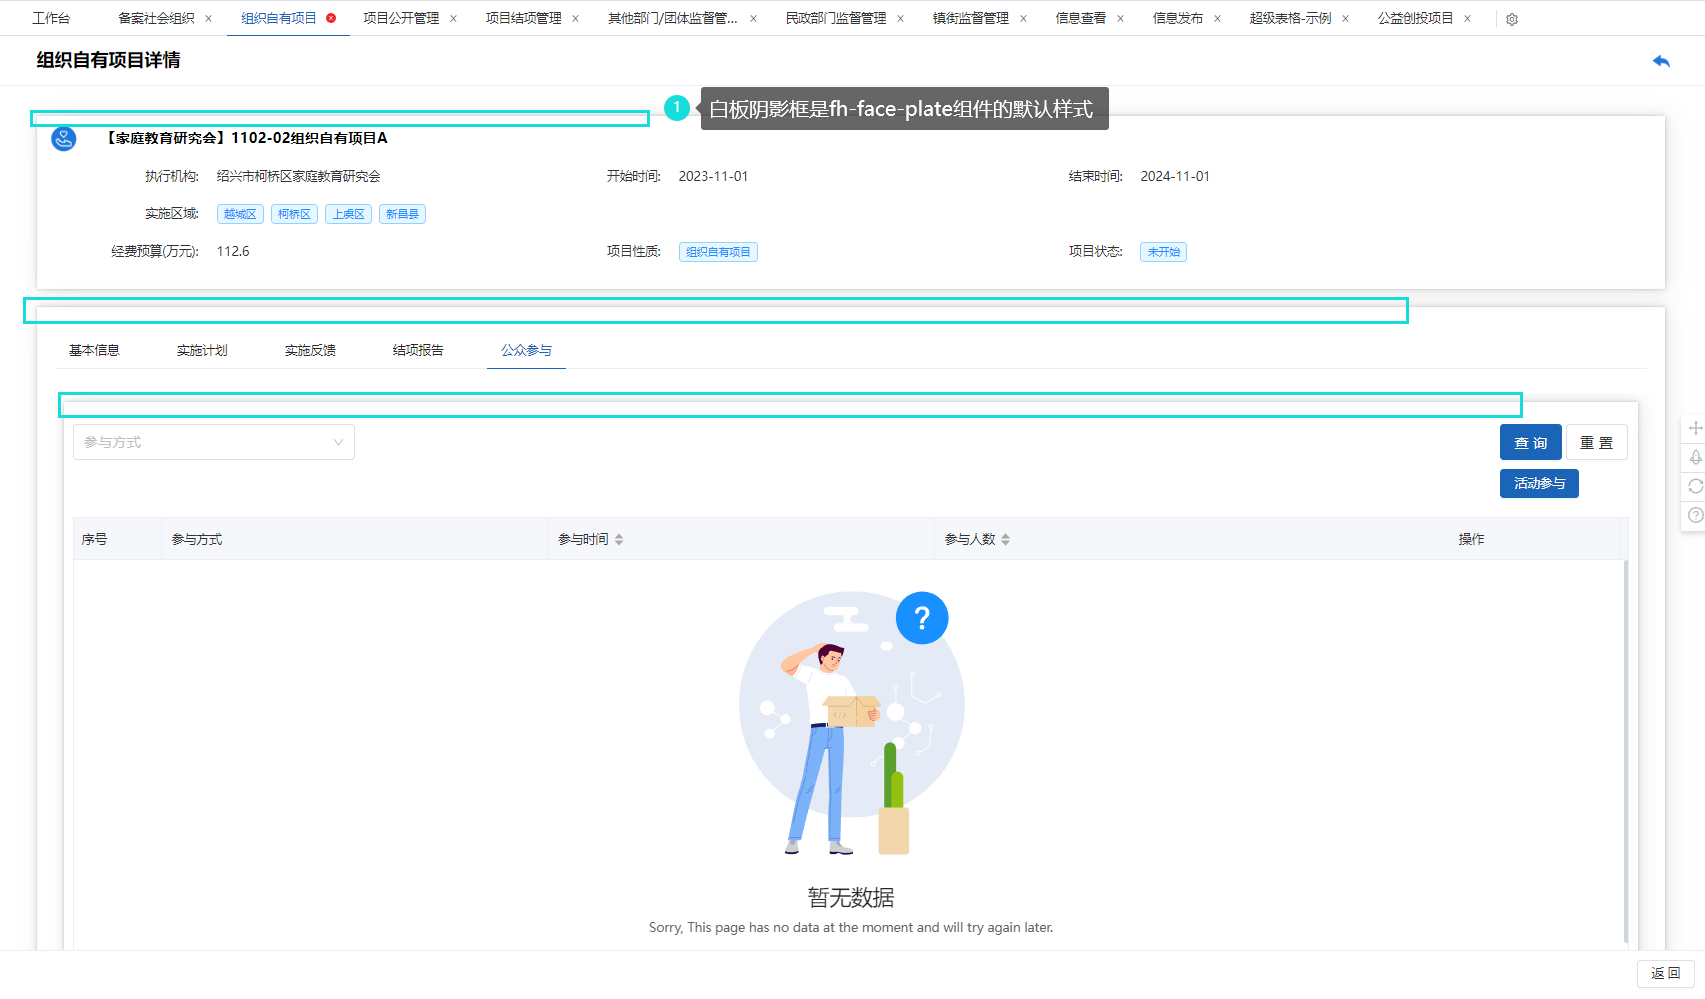 工作台 备案社会组织 × 组织自有项目 项目公开管理 × 项目结项管理 × 其他部门/团体监督管... × 民政部门监督管理 × 镇街监督管理 × 信息查看 × 信息发布 × 超级表格-示例 × 公益创投项目 ×
组织自有项目详情
1 白板阴影框是fh-face-plate组件的默认样式
【家庭教育研究会】1102-02组织自有项目A
执行机构: 绍兴市柯桥区家庭教育研究会 开始时间: 2023-11-01 结束时间: 2024-11-01
实施区域: 越城区 柯桥区 上虞区 新昌县
经费预算(万元): 112.6 项目性质: 组织自有项目 项目状态: 未开始
基本信息 实施计划 实施反馈 结项报告 公众参与
参与方式 查 询 重 置
活动参与
序号 参与方式 参与时间 参与人数 操作
?
</>
暂无数据
Sorry, This page has no data at the moment and will try again later.
返 回